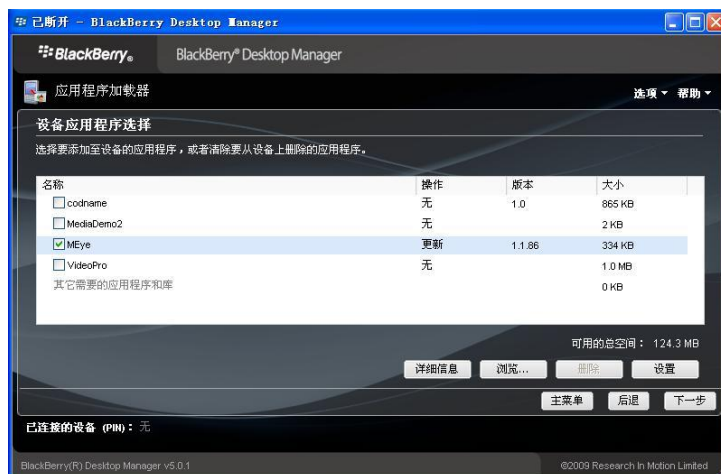 已断开 - BlackBerry Desktop Manager
BlackBerry® BlackBerry® Desktop Manager
应用程序加载器 选项 帮助
设备应用程序选择
选择要添加至设备的应用程序，或者清除要从设备上删除的应用程序。
名称 操作 版本 大小
codname 无 1.0 865 KB
MediaDemo2 无 2 KB
MEye 更新 1.1.86 334 KB
VideoPro 无 1.0 MB
其它需要的应用程序和库 0 KB
可用的总空间： 124.3 MB
详细信息 浏览... 删除 设置
主菜单 后退 下一步
已连接的设备 (PIN)：无
BlackBerry(R) Desktop Manager v5.0.1 ©2009 Research In Motion Limited